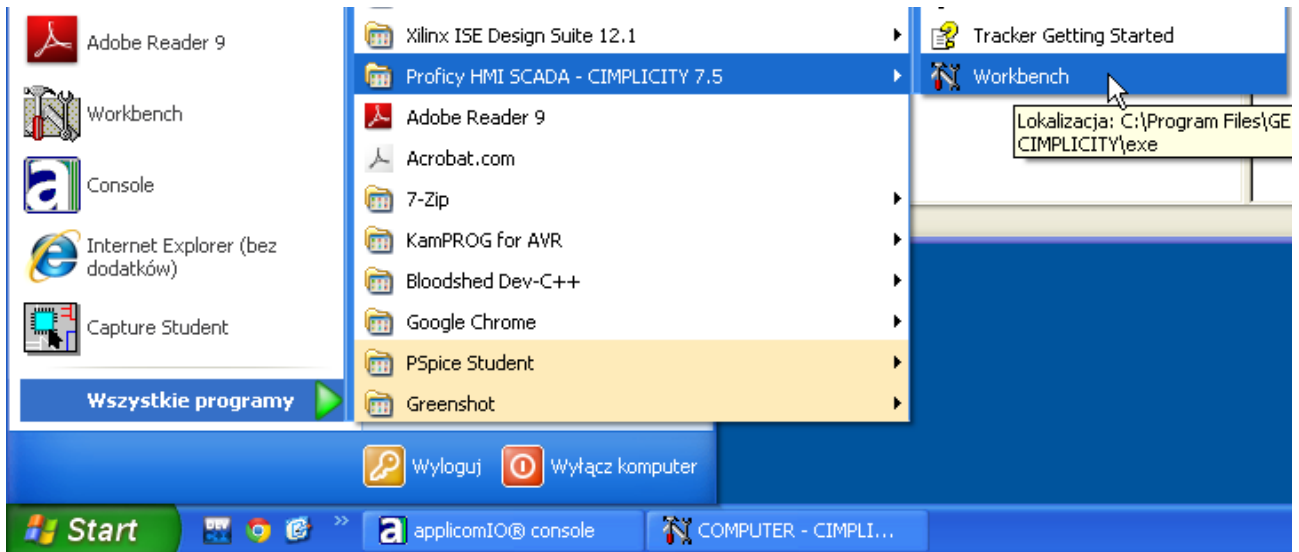 Adobe Reader 9
Workbench
Console
Internet Explorer (bez
dodatków)
Capture Student
Wszystkie programy
Xilinx ISE Design Suite 12.1
Proficy HMI SCADA - CIMPLICITY 7.5
Adobe Reader 9
Acrobat.com
7-Zip
KamPROG for AVR
Bloodshed Dev-C++
Google Chrome
PSpice Student
Greenshot
Tracker Getting Started
Workbench
Lokalizacja: C:\Program Files\GE
CIMPLICITY\exe
Wyloguj
Wyłącz komputer
Start
DEV
applicomIO® console
COMPUTER - CIMPLI...